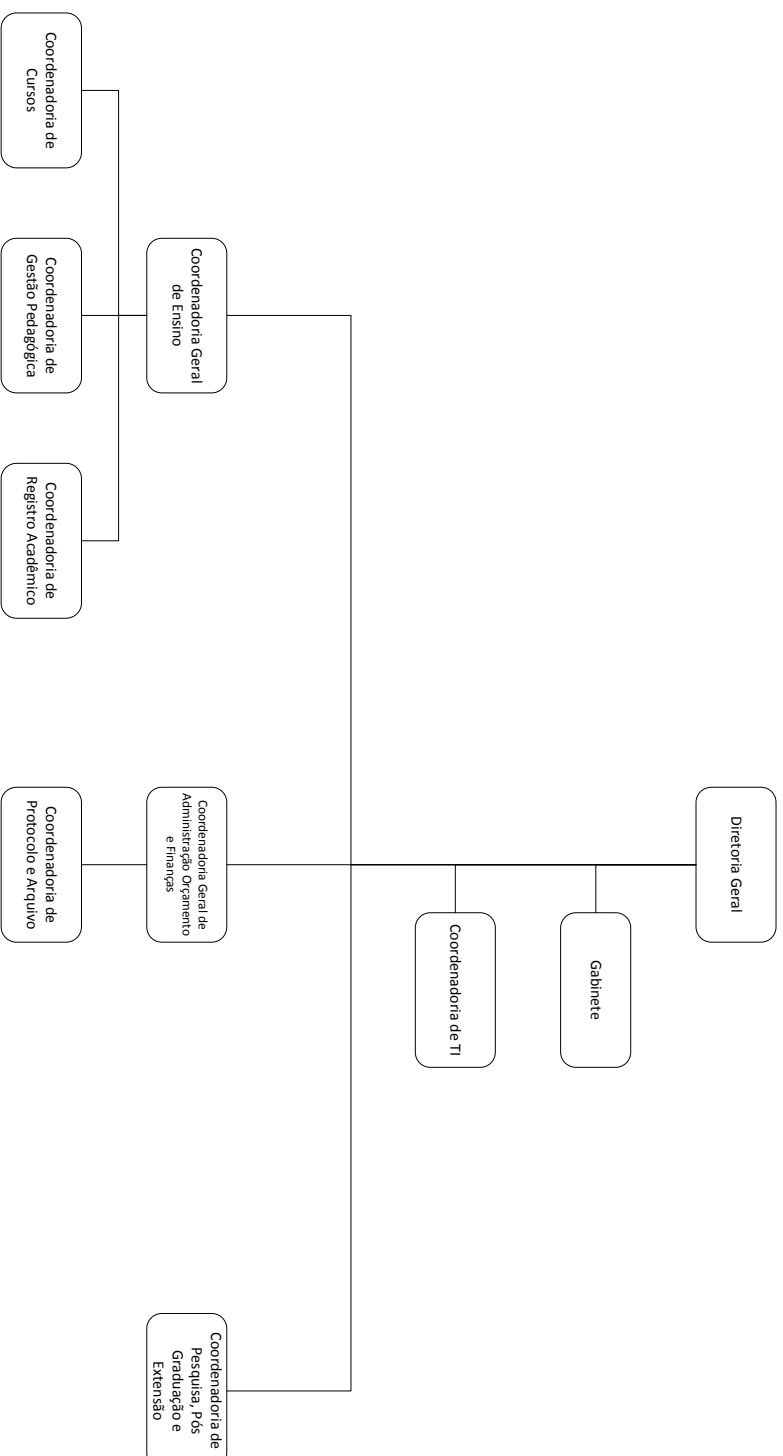 Diretoria Geral
Gabinete
Coordenadoria de TI
Coordenadoria Geral
de Ensino
Coordenadoria Geral de
Administração Orçamento
e Finanças
Coordenadoria de
Pesquisa, Pós
Graduação e
Extensão
Coordenadoria de
Cursos
Coordenadoria de
Gestão Pedagógica
Coordenadoria de
Registro Acadêmico
Coordenadoria de
Protocolo e Arquivo